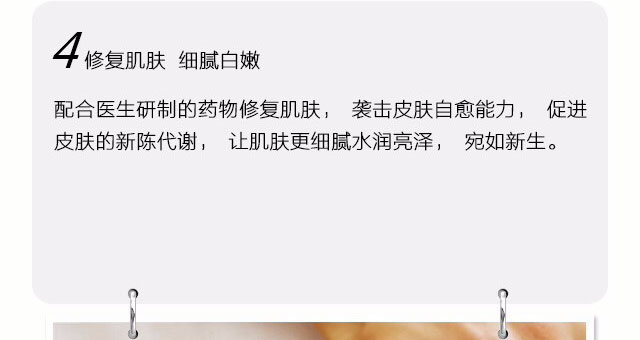 4 修复肌肤 细腻白嫩
配合医生研制的药物修复肌肤， 袭击皮肤自愈能力， 促进
皮肤的新陈代谢， 让肌肤更细腻水润亮泽， 宛如新生。